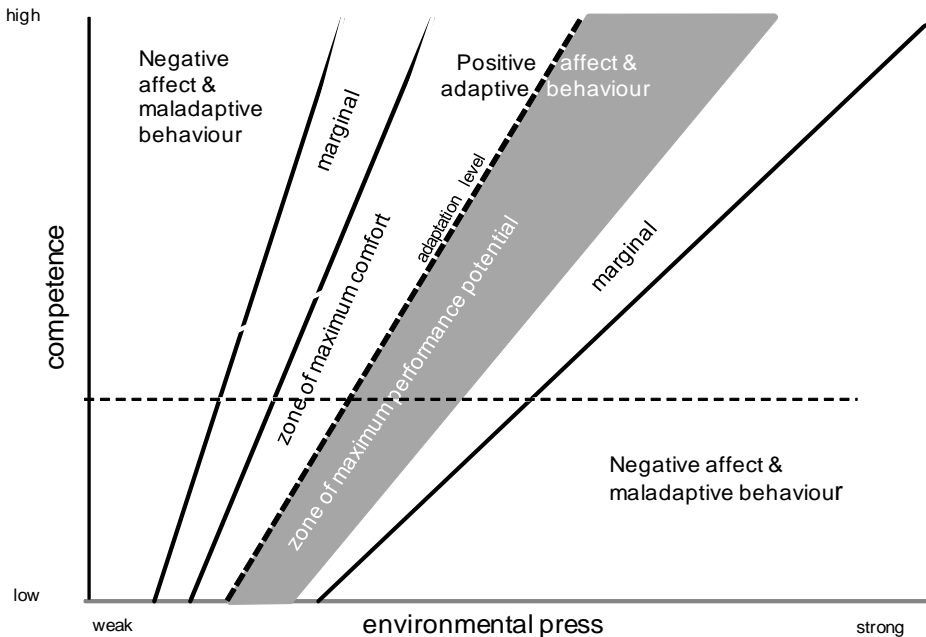 high
Negative
affect &
maladaptive
behaviour
marginal
zone of maximum comfort
adaptation level
Positive affect &
adaptive behaviour
zone of maximum performance potential
marginal
competence
Negative affect &
maladaptive behaviour
low
weak
environmental press
strong